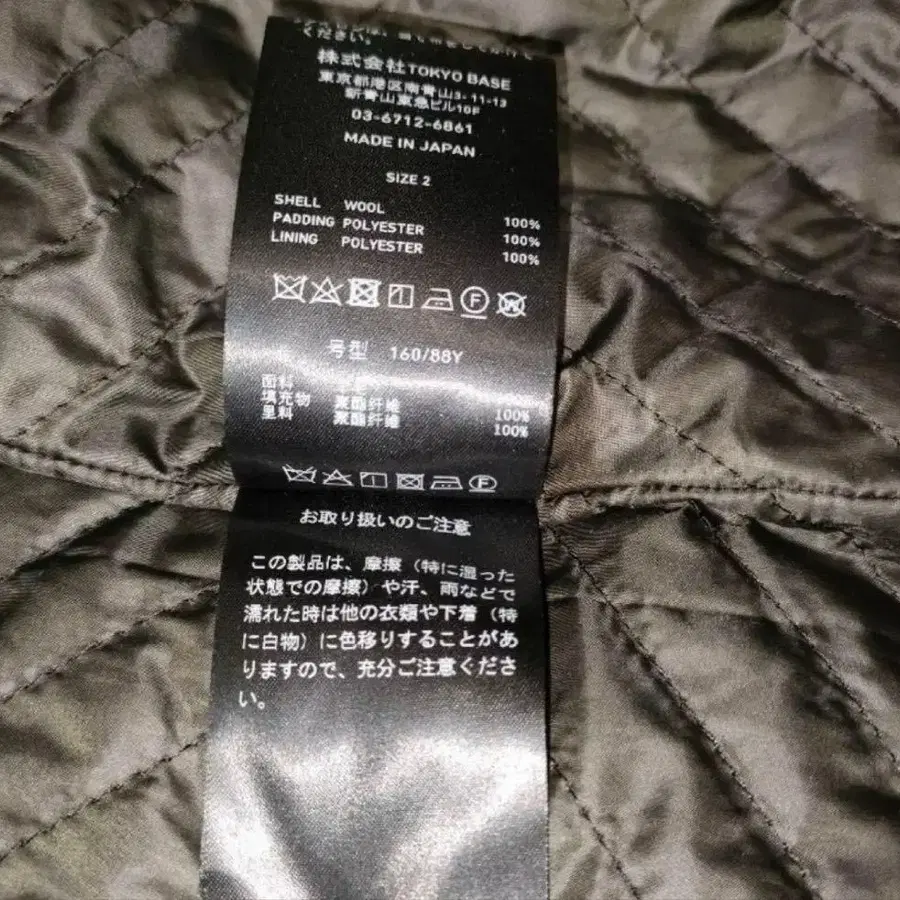 ください。
株式会社TOKYO BASE
東京都港区南青山3-11-13
新青山東急ビル10F
03-6712-6861
MADE IN JAPAN
SIZE 2
SHELL WOOL 100%
PADDING POLYESTER 100%
LINING POLYESTER 100%
F W
号型 160/88Y
面料
填充物 聚酯纤维 100%
里料 聚酯纤维 100%
F
お取り扱いのご注意
この製品は、摩擦（特に湿った
状態での摩擦）や汗、雨などで
濡れた時は他の衣類や下着（特
に白物）に色移りすることがあ
りますので、充分ご注意くださ
い。